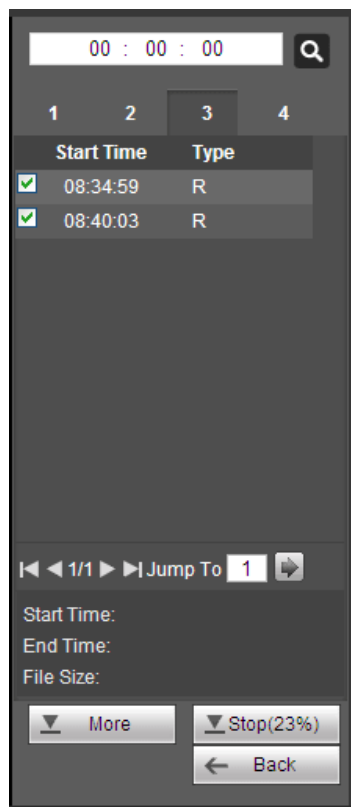 00 : 00 : 00
1 2 3 4
Start Time Type
08:34:59 R
08:40:03 R
1/1 Jump To 1
Start Time:
End Time:
File Size:
More Stop(23%)
Back